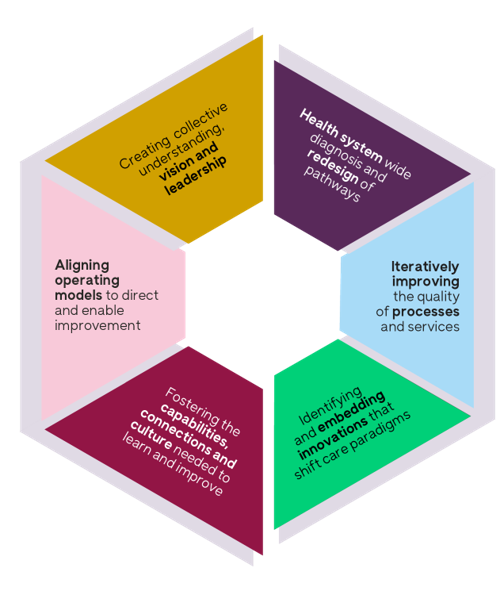 Creating collective
understanding,
vision and
leadership
Health system wide
diagnosis and
redesign of
pathways
Iteratively
improving
the quality
of processes
and services
Identifying
and embedding
innovations that
shift care paradigms
Fostering the
capabilities,
connections and
culture needed to
learn and improve
Aligning
operating
models to direct
and enable
improvement